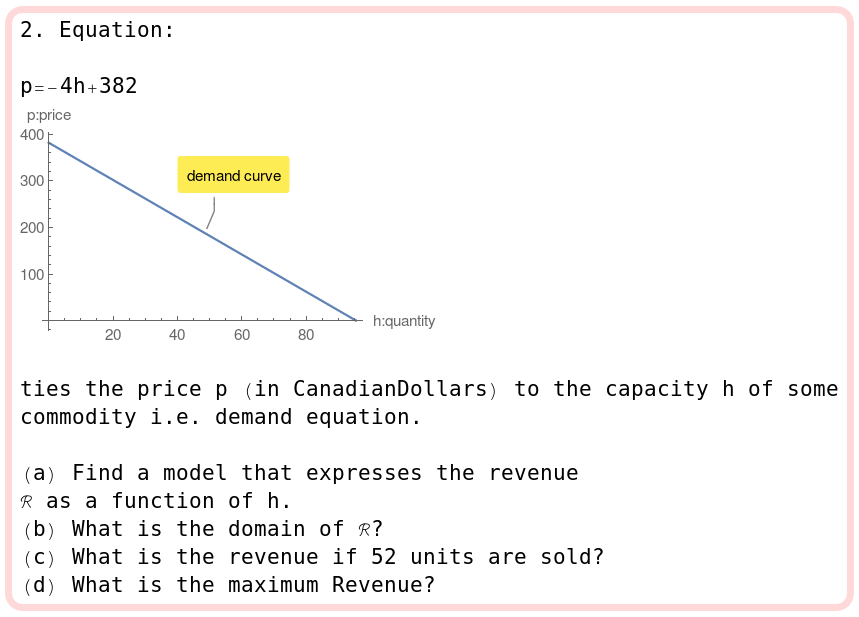 2. Equation:
p=-4h+382
p:price
400
300
200
100
demand curve
20 40 60 80
h:quantity
ties the price p (in CanadianDollars) to the capacity h of some
commodity i.e. demand equation.
(a) Find a model that expresses the revenue
ℛ as a function of h.
(b) What is the domain of ℛ?
(c) What is the revenue if 52 units are sold?
(d) What is the maximum Revenue?